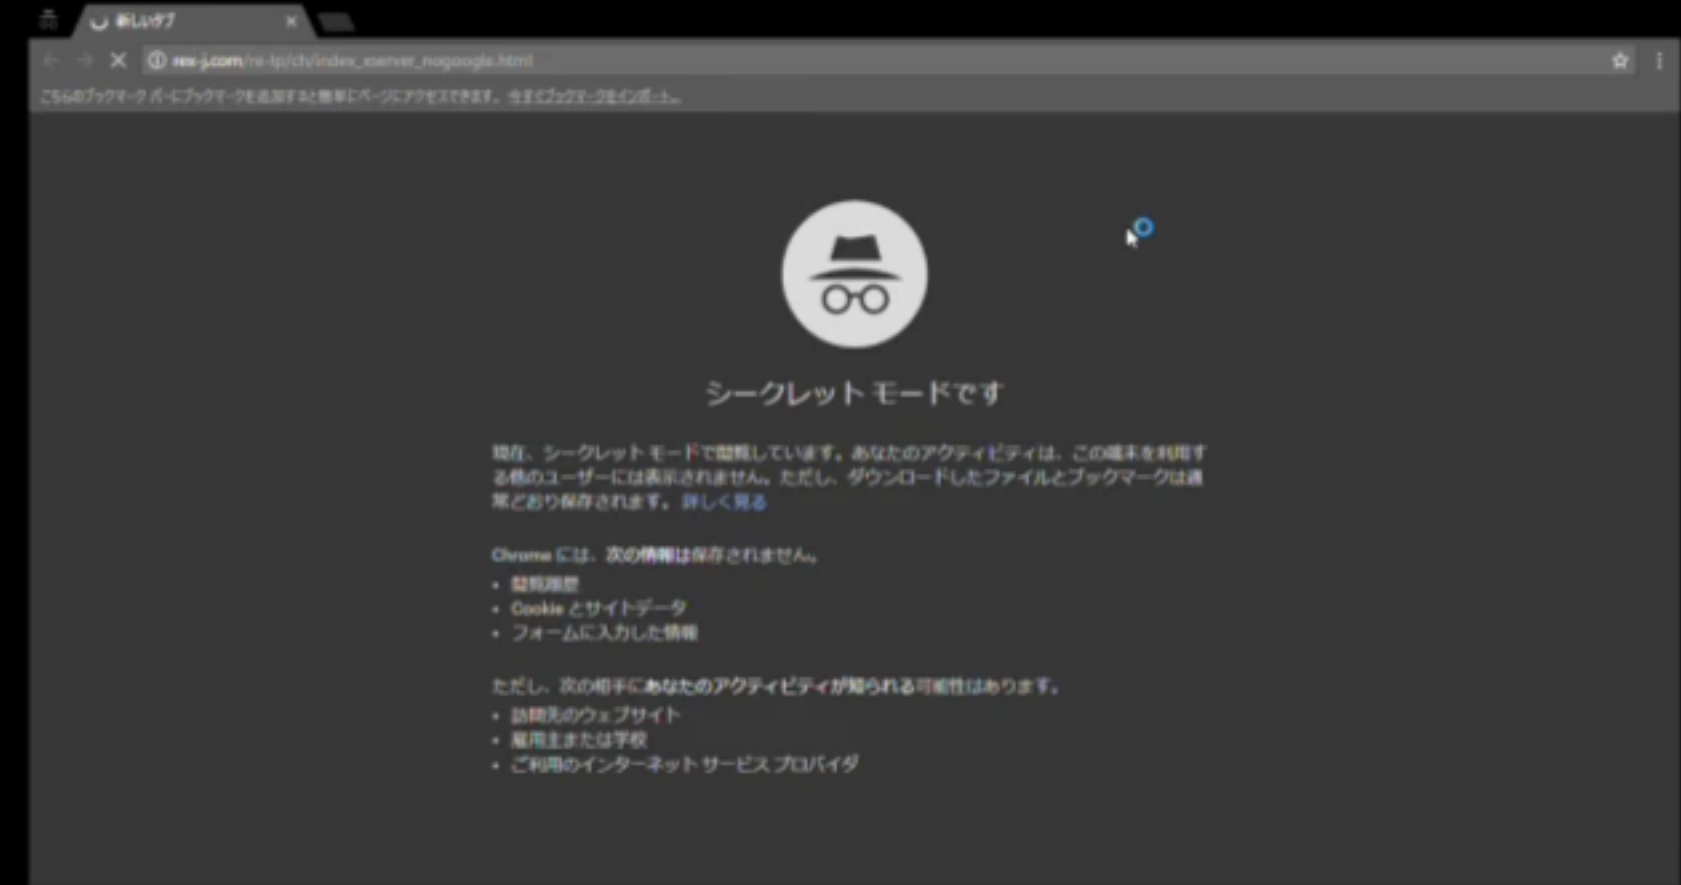 新しいタブ
rex-j.com/re-lp/ch/index_xserver_nogoogle.html
こちらのブックマーク バーにブックマークを追加すると簡単にページにアクセスできます。 今すぐブックマークをインポート...
シークレット モードです
現在、シークレット モードで閲覧しています。あなたのアクティビティは、この端末を利用す
る他のユーザーには表示されません。ただし、ダウンロードしたファイルとブックマークは通
常どおり保存されます。 詳しく見る
Chrome には、次の情報は保存されません。
• 閲覧履歴
• Cookie とサイトデータ
• フォームに入力した情報
ただし、次の相手にあなたのアクティビティが知られる可能性はあります。
• 訪問先のウェブサイト
• 雇用主または学校
• ご利用のインターネット サービス プロバイダ